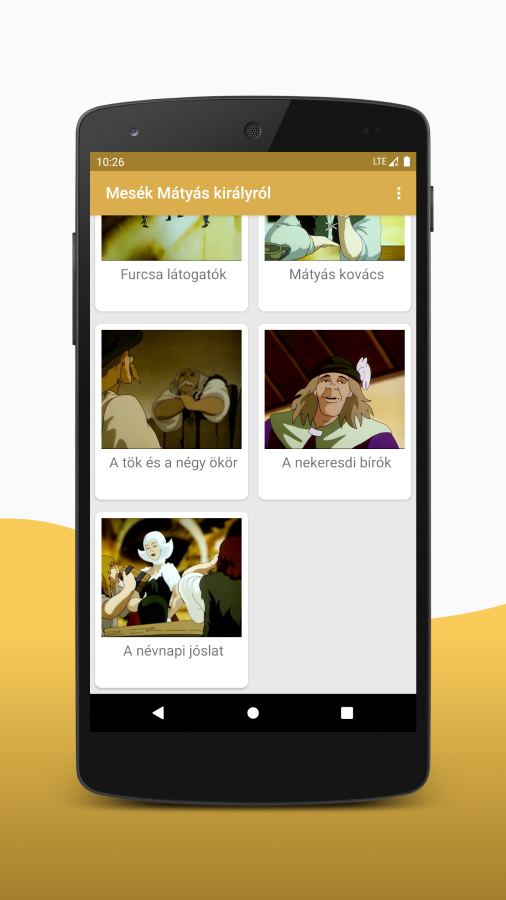 10:26
LTE
Mesék Mátyás királyról
Furcsa látogatók
Mátyás kovács
A tök és a négy ökör
A nekeresdi bírók
A névnapi jóslat